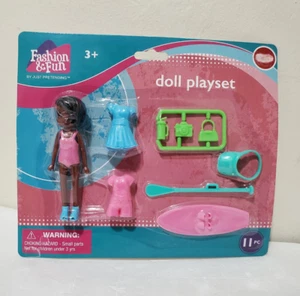 Fashion
& Fun
3+
doll playset
WARNING:
CHOKING HAZARD - Small parts
Not for children under 3 yrs.
11 PC